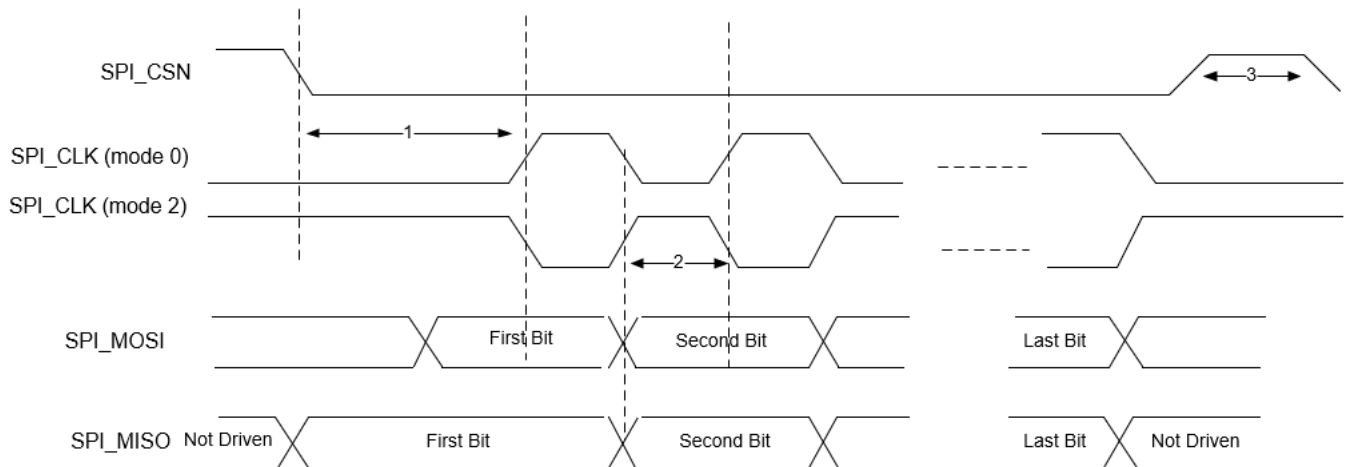 SPI_CSN
3
1
SPI_CLK (mode 0)
SPI_CLK (mode 2)
2
SPI_MOSI First Bit Second Bit Last Bit
SPI_MISO Not Driven First Bit Second Bit Last Bit Not Driven